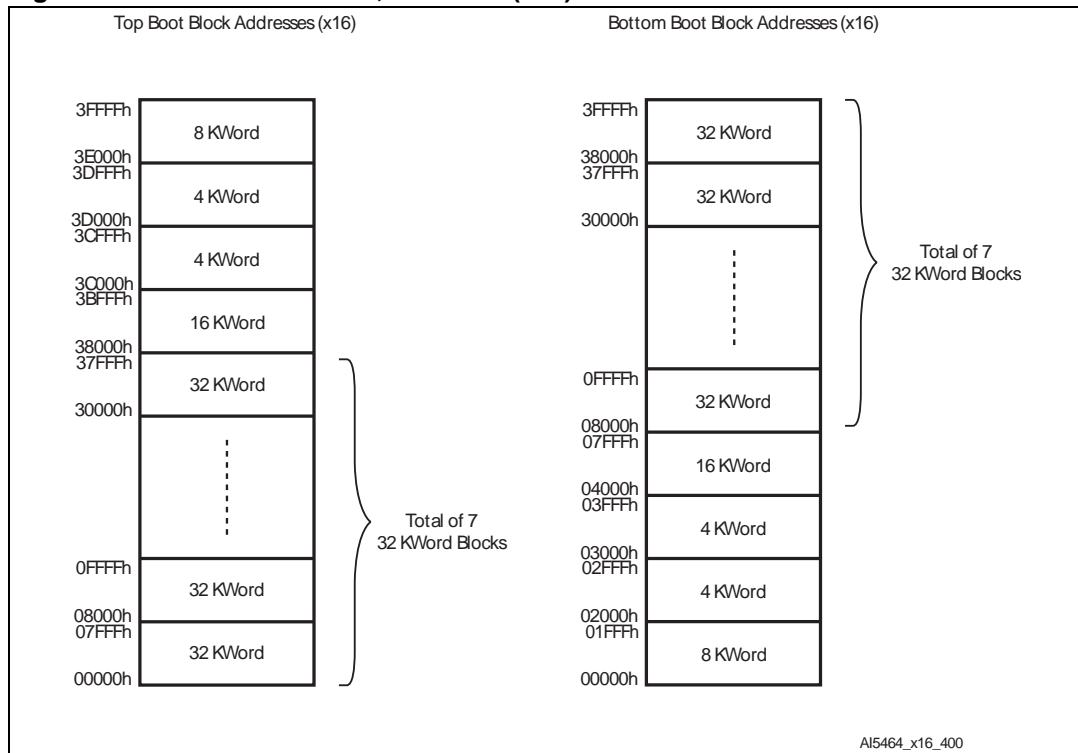 Top Boot Block Addresses (x16)
3FFFFh
8 KWord
3E000h
3DFFFh
4 KWord
3D000h
3CFFFh
4 KWord
3C000h
3BFFFh
16 KWord
38000h
37FFFh
32 KWord
30000h
Total of 7
32 KWord Blocks
0FFFFh
32 KWord
08000h
07FFFh
32 KWord
00000h
Bottom Boot Block Addresses (x16)
3FFFFh
32 KWord
38000h
37FFFh
32 KWord
30000h
Total of 7
32 KWord Blocks
0FFFFh
32 KWord
08000h
07FFFh
16 KWord
04000h
03FFFh
4 KWord
03000h
02FFFh
4 KWord
02000h
01FFFh
8 KWord
00000h
AI5464_x16_400